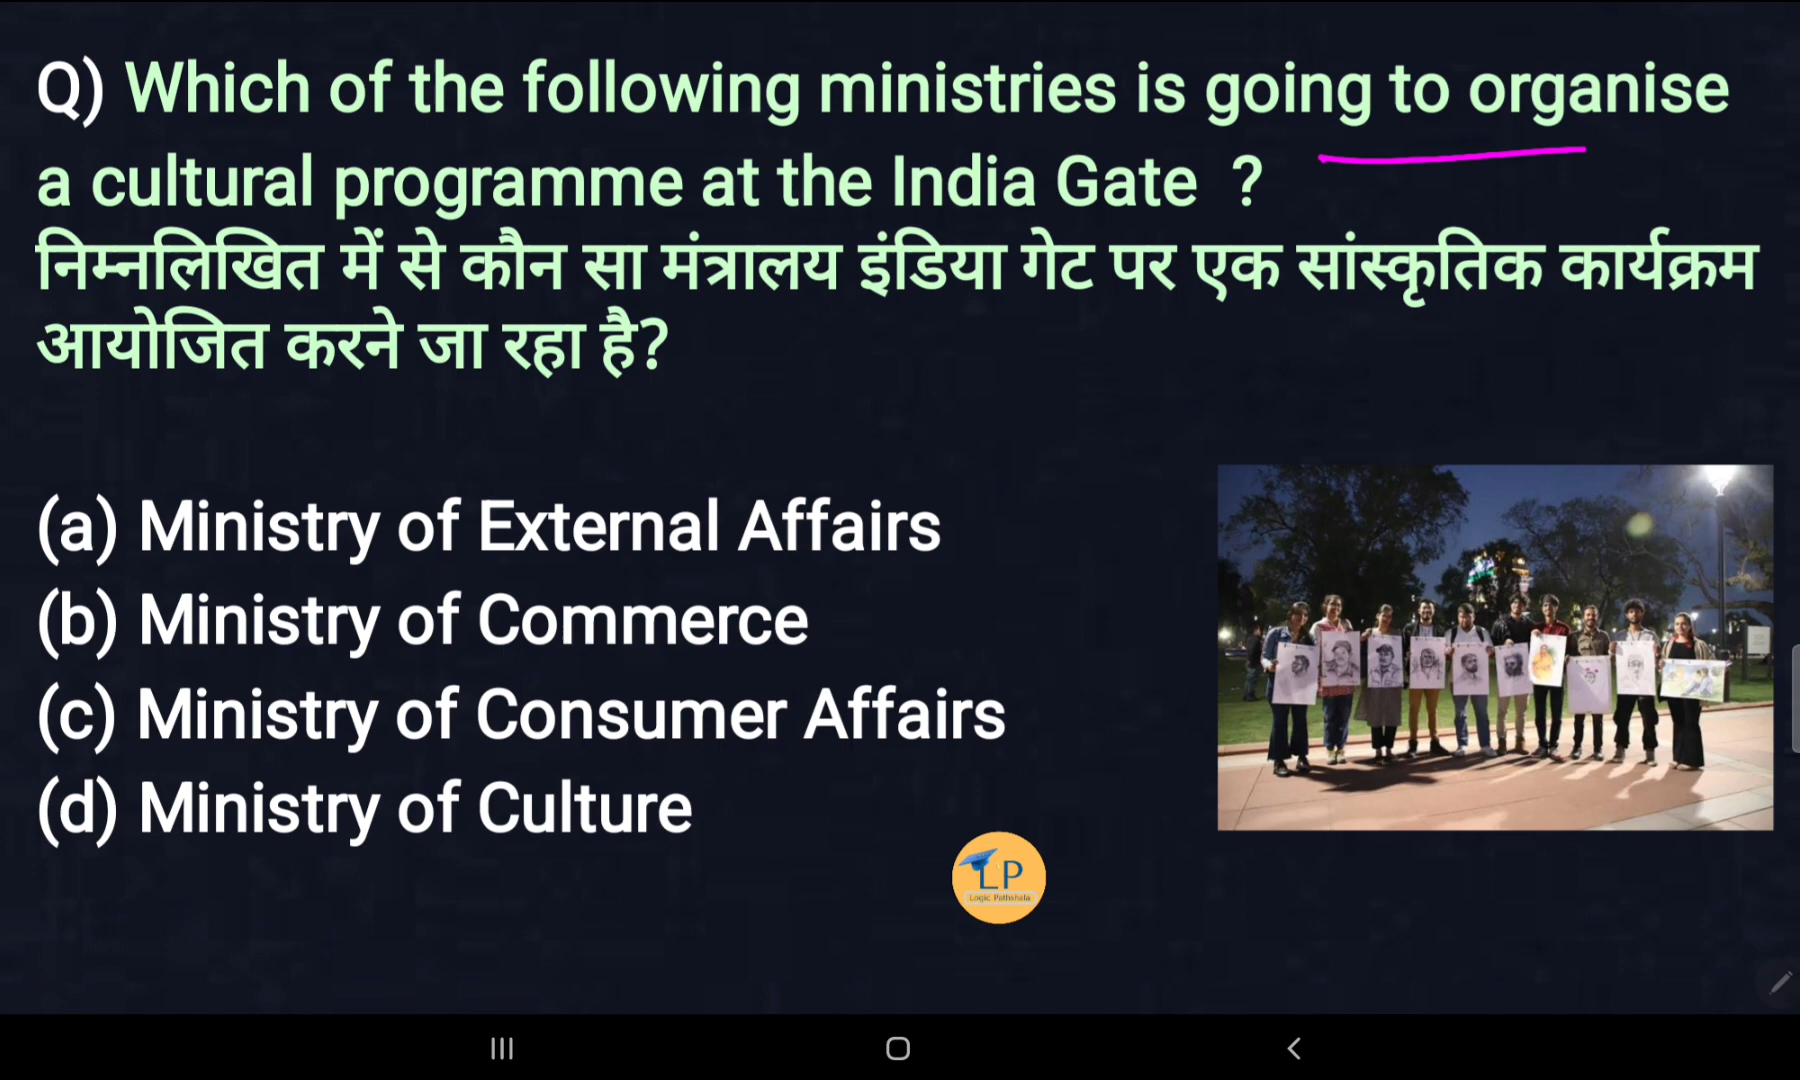 Q) Which of the following ministries is going to organise
a cultural programme at the India Gate ?
निम्नलिखित में से कौन सा मंत्रालय इंडिया गेट पर एक सांस्कृतिक कार्यक्रम
आयोजित करने जा रहा है?
(a) Ministry of External Affairs
(b) Ministry of Commerce
(c) Ministry of Consumer Affairs
(d) Ministry of Culture
LP
Logic Pathshala